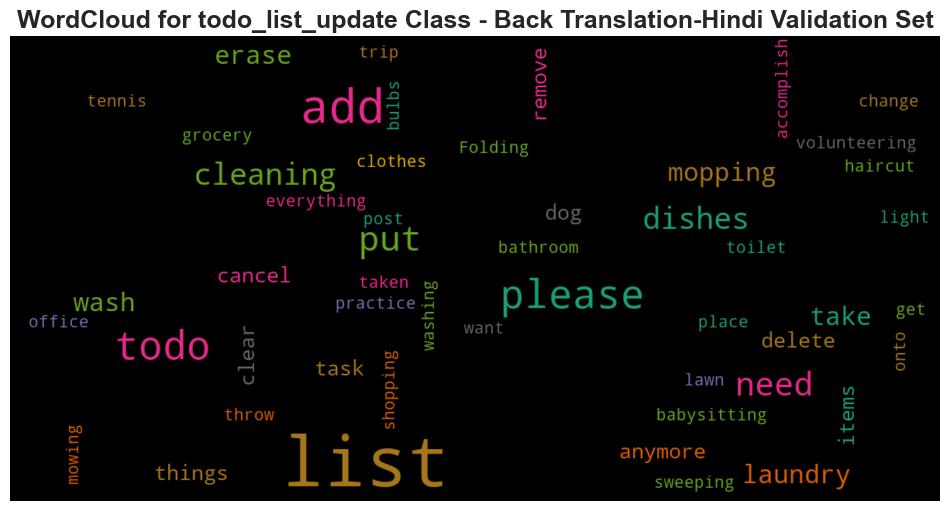 WordCloud for todo_list_update Class - Back Translation-Hindi Validation Set
erase
trip
remove
accomplish
tennis
add
bulbs
change
grocery
Folding
volunteering
cleaning
clothes
mopping
haircut
everything
post
dog
dishes
light
put
bathroom
toilet
cancel
taken
please
wash
practice
washing
take
get
office
want
place
todo
clear
delete
onto
task
shopping
lawn
need
throw
babysitting
items
mowing
list
anymore
things
sweeping
laundry